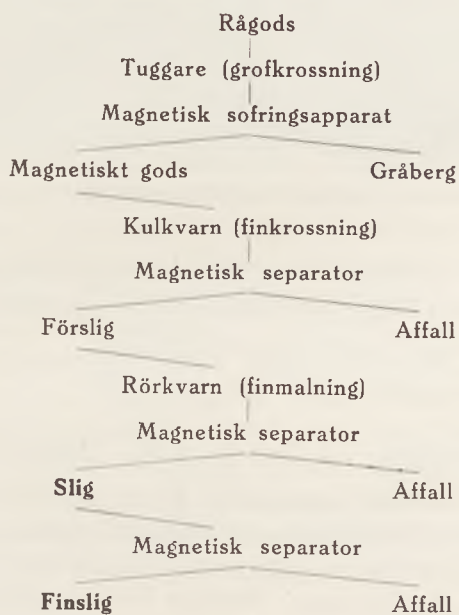 Rågods
Tuggare (grofkrossning)
Magnetisk sofringsapparat
Magnetiskt gods Gråberg
Kulkvarn (finkrossning)
Magnetisk separator
Förslig Affall
Rörkvarn (finmalning)
Magnetisk separator
Slig Affall
Magnetisk separator
Finslig Affall